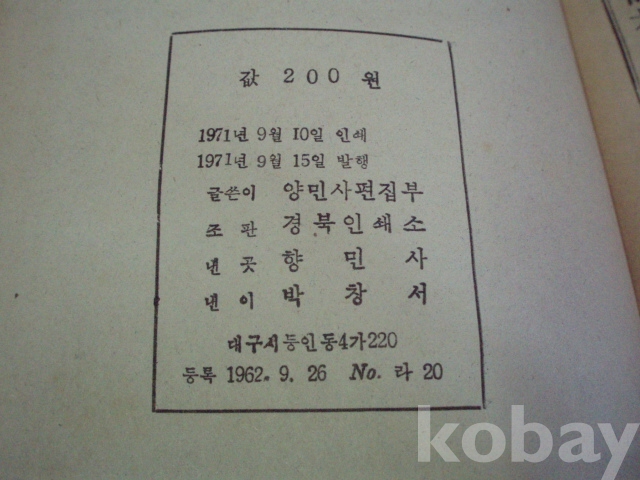 값 200 원
1971년 9월 10일 인쇄
1971년 9월 15일 발행
글쓴이 양민사편집부
조판 경북인쇄소
낸곳 향민사
낸이 박창서
대구시등인동4가220
등록 1962. 9. 26 No. 라 20
kobay